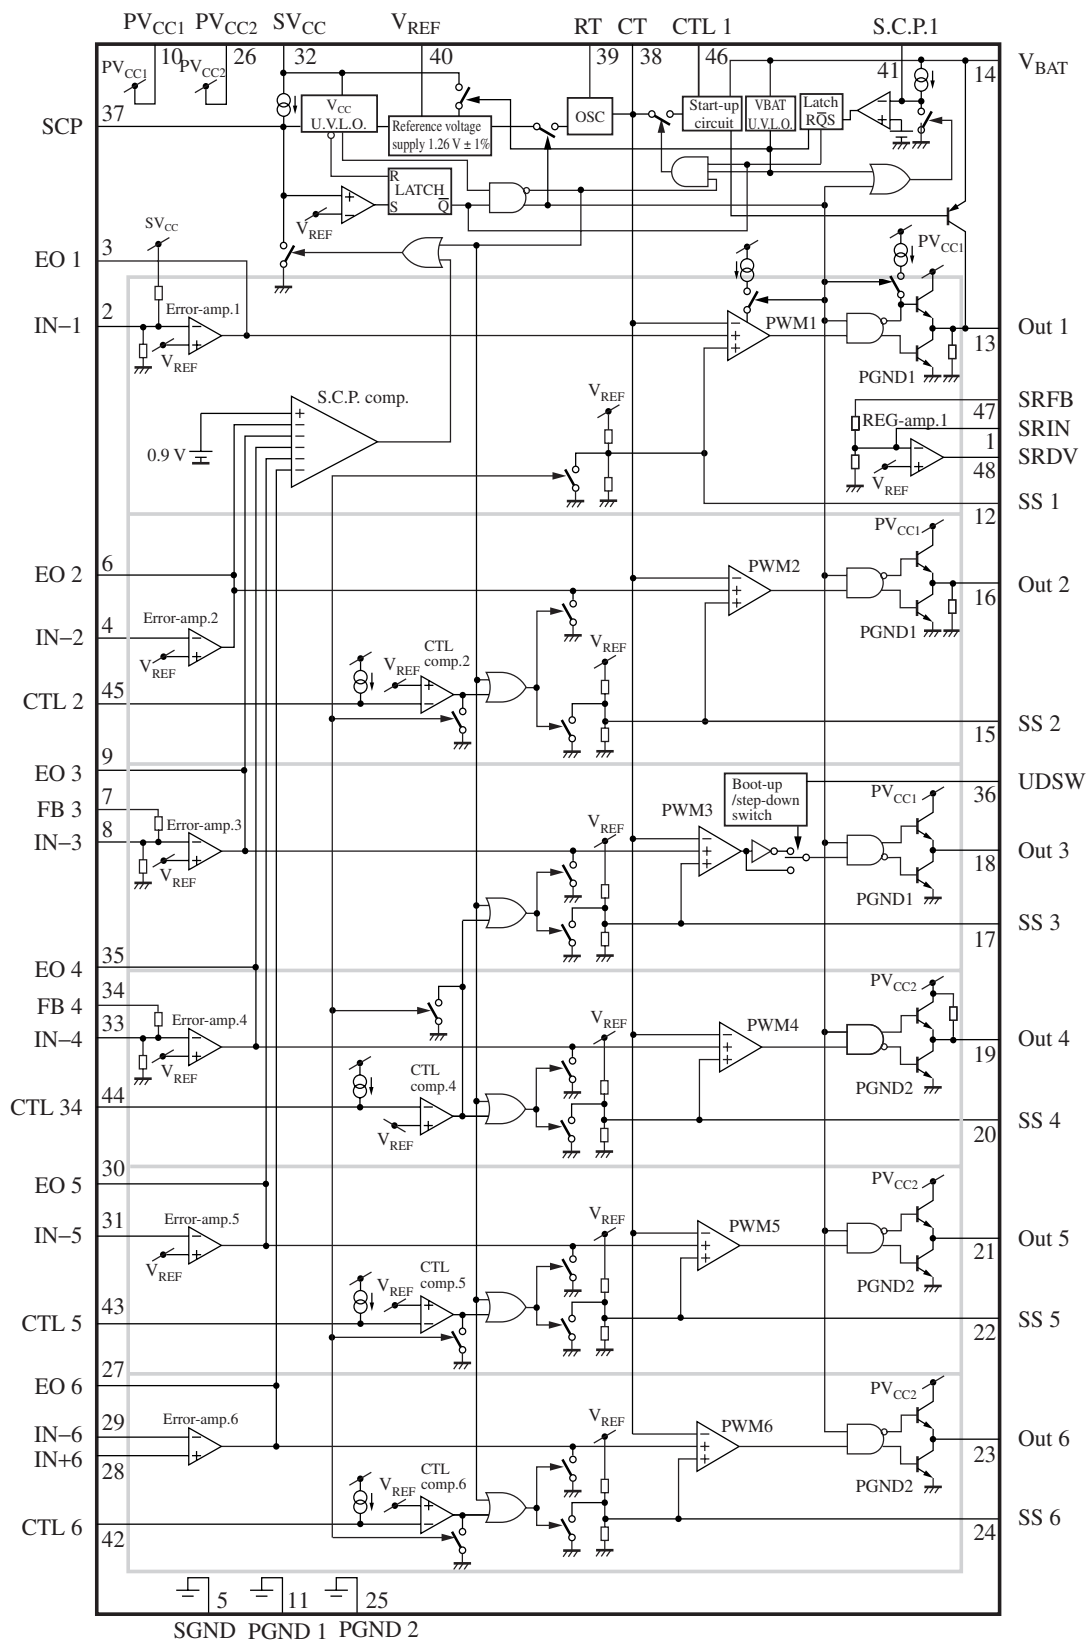 PVCC1 PVCC2 SVCC VREF RT CT CTL 1 S.C.P.1
10 26 32 40 39 38 46 41 14 VBAT
PVCC1 PVCC2
37
SCP
VCC
U.V.L.O.
Reference voltage
supply 1.26 V ± 1%
OSC
Start-up
circuit
VBAT
U.V.L.O.
Latch
RQ̅S
R
LATCH
S Q̅
VREF
SVCC
PVCC1
3
EO 1
2
IN−1
Error-amp.1
VREF
PWM1
Out 1
13
PGND1
S.C.P. comp.
0.9 V
VREF
SRFB
47
REG-amp.1
SRIN
1
SRDV
48
VREF
SS 1
12
PVCC1
6
EO 2
PWM2
Out 2
16
4
IN−2
Error-amp.2
VREF
PGND1
CTL
comp.2
VREF
VREF
45
CTL 2
SS 2
15
9
EO 3
Boot-up
/step-down
switch
UDSW
36
PVCC1
7
FB 3
8
IN−3
Error-amp.3
VREF
VREF
PWM3
Out 3
18
PGND1
SS 3
17
35
EO 4
PVCC2
34
FB 4
33
IN−4
Error-amp.4
VREF
VREF
PWM4
Out 4
19
PGND2
44
CTL 34
CTL
comp.4
VREF
SS 4
20
30
EO 5
PVCC2
31
IN−5
Error-amp.5
VREF
VREF
PWM5
Out 5
21
PGND2
43
CTL 5
VREF
CTL
comp.5
SS 5
22
27
EO 6
PVCC2
29
IN−6
IN+6
28
Error-amp.6
VREF
PWM6
Out 6
23
PGND2
CTL 6
42
VREF
CTL
comp.6
SS 6
24
5 11 25
SGND PGND 1 PGND 2